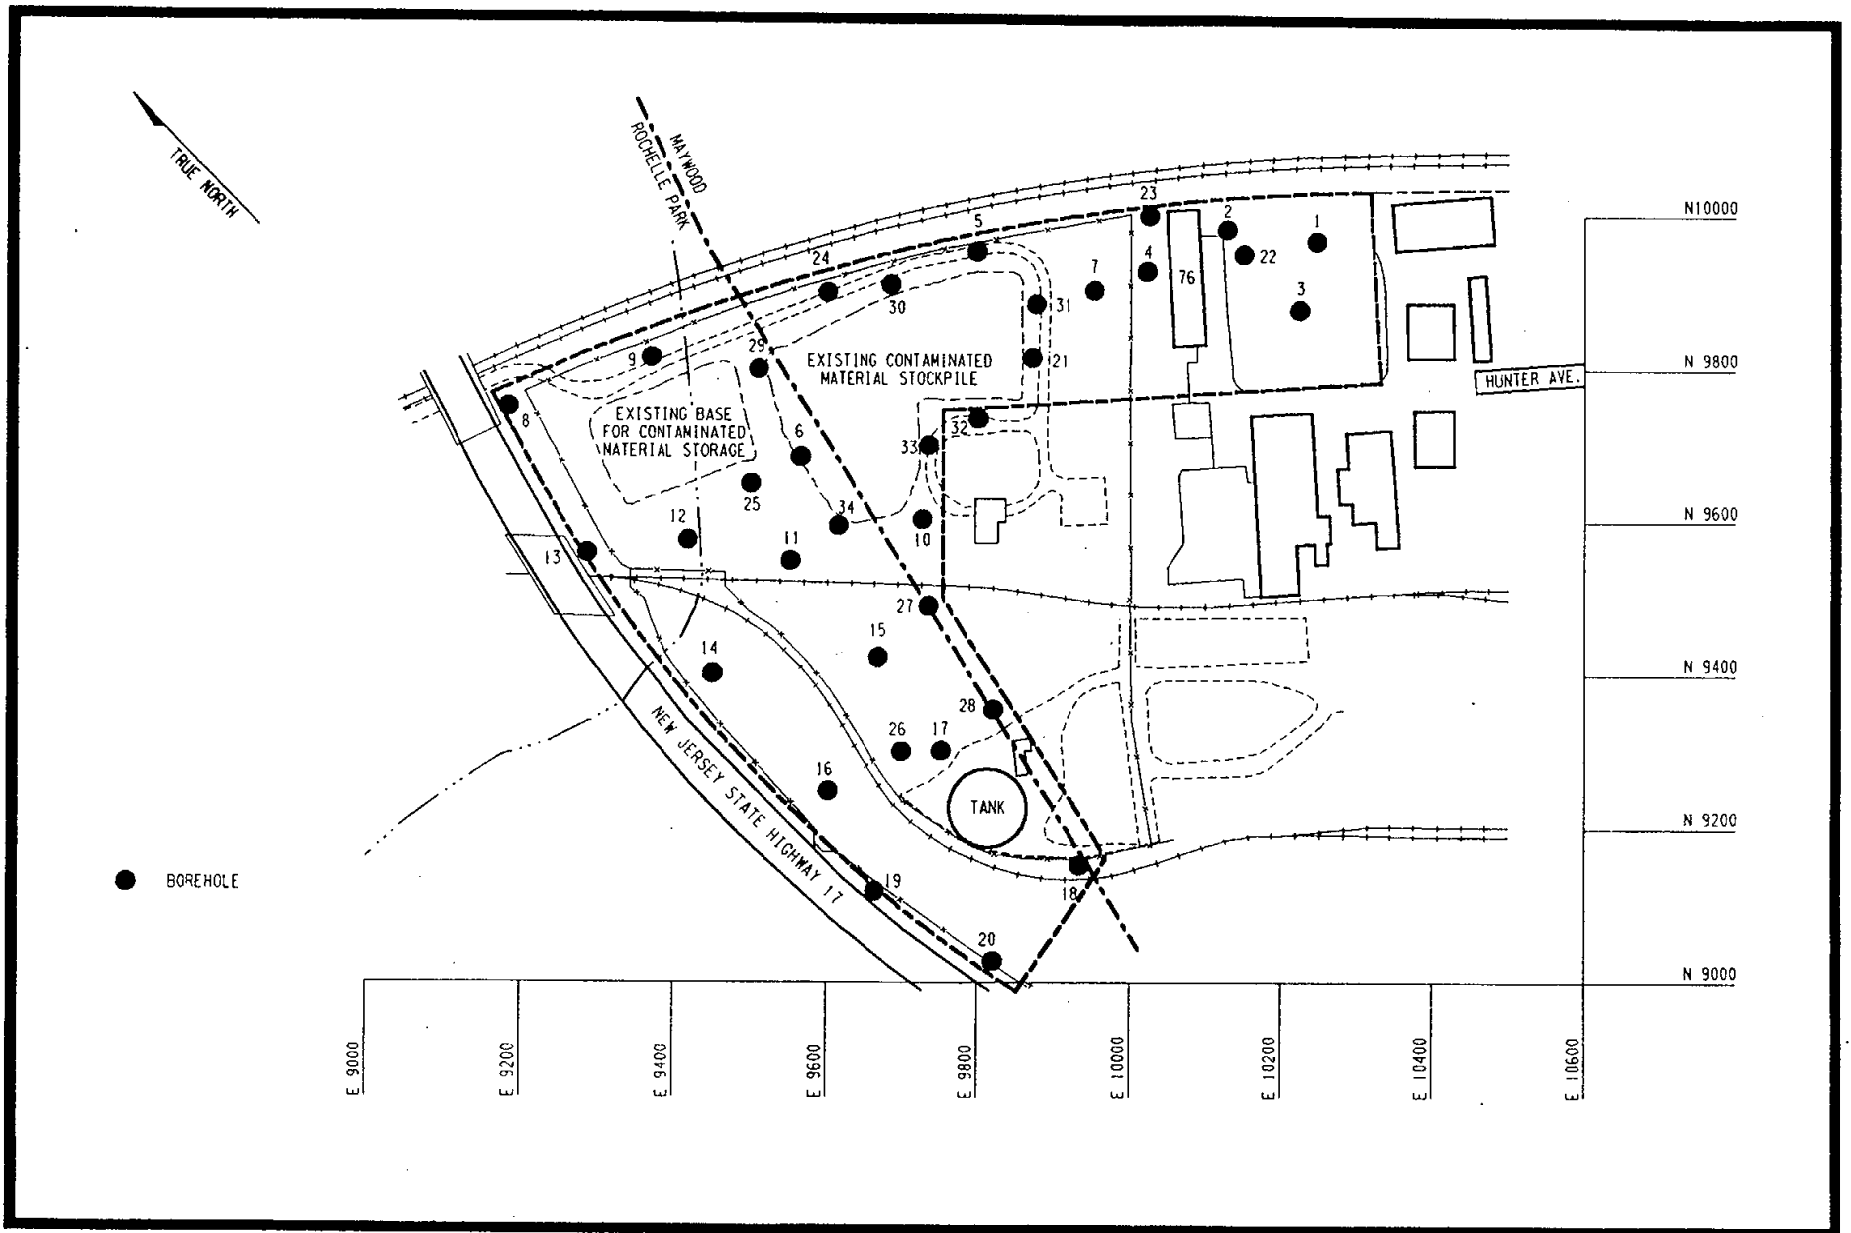 TRUE NORTH
MAYWOOD
ROCHELLE PARK
23
2
1
5
24
4
22
7
76
3
N10000
30
31
29
9
EXISTING CONTAMINATED
MATERIAL STOCKPILE
21
N 9800
HUNTER AVE.
8
EXISTING BASE
FOR CONTAMINATED
MATERIAL STORAGE
6
32
33
25
34
12
11
10
13
N 9600
27
15
14
N 9400
28
26
17
16
NEW JERSEY STATE HIGHWAY 17
TANK
N 9200
BOREHOLE
19
18
20
N 9000
E 9000
E 9200
E 9400
E 9600
E 9800
E 10000
E 10200
E 10400
E 10600